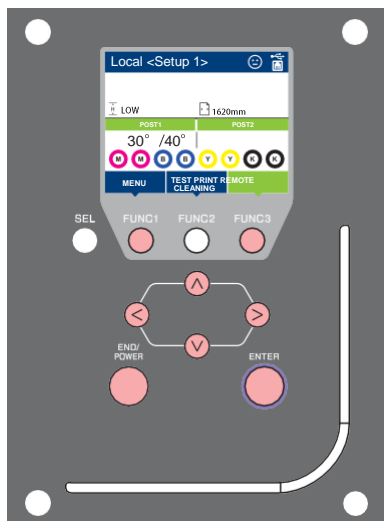 Local <Setup 1>
H LOW
1620mm
POST1 POST2
30° /40°
M M B B Y Y K K
MENU TEST PRINT REMOTE
CLEANING
SEL FUNC1 FUNC2 FUNC3
END/
POWER
ENTER